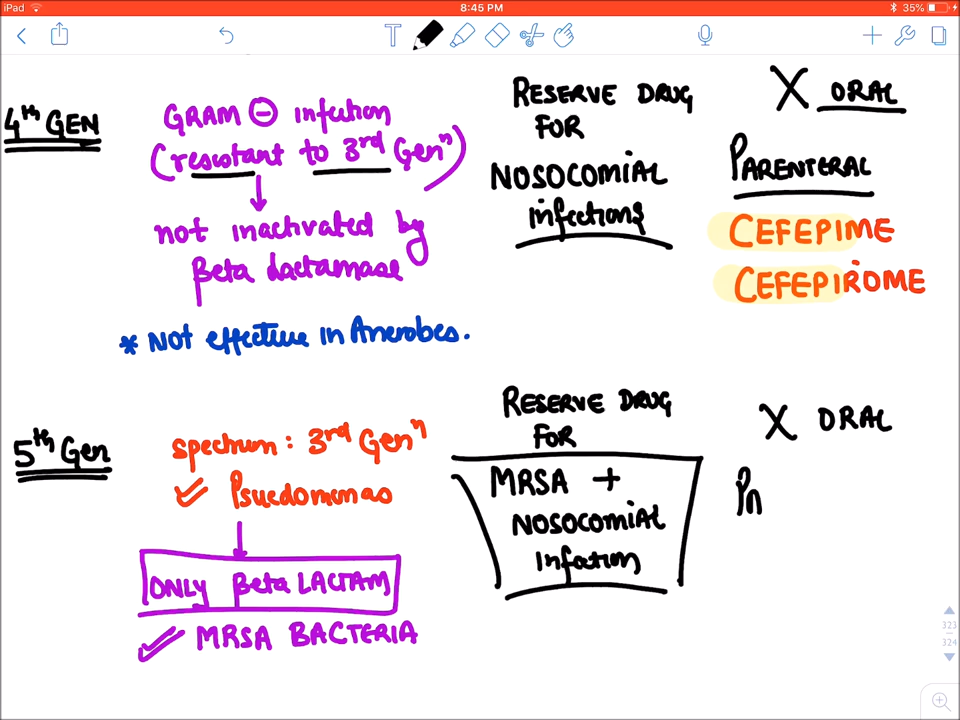 iPad
8:45 PM
35%
T
4th GEN
GRAM ⊖ infection
(resistant to 3rd Genn)
not inactivated by
Beta lactamase
* Not effective in Anerobes.
RESERVE DRUG
FOR
NOSOCOMIAL
infections
X ORAL
PARENTERAL
CEFEPIME
CEFEPIROME
5th Gen
spectrum: 3rd Genn
✓ Psuedomonas
ONLY Beta LACTAM
✓ MRSA BACTERIA
RESERVE DRUG
FOR
MRSA +
NOSOCOMIAL
X ORAL
323
324